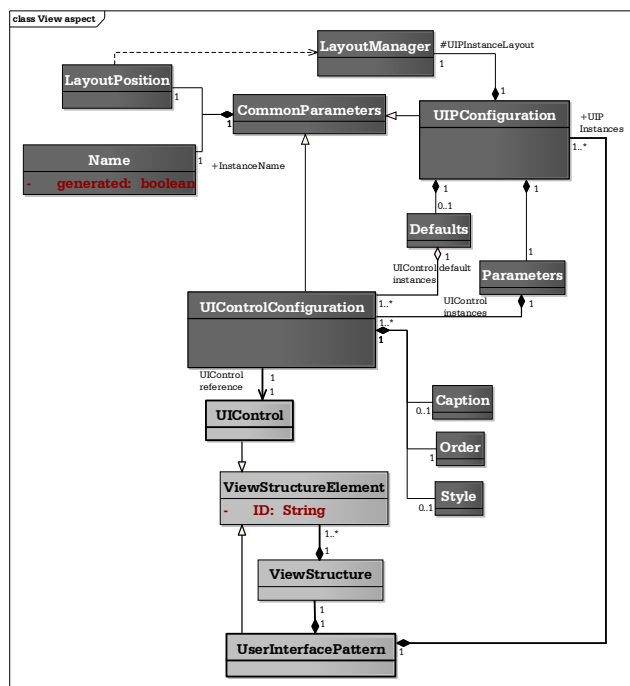 class View aspect
LayoutManager
#UIPInstanceLayout
1
1
LayoutPosition
1
CommonParameters
1
UIPConfiguration
+UIP
Instances
1..*
Name
- generated: boolean
1
+InstanceName
1
0..1
1
Defaults
1
UIControl default
instances
1..*
1
Parameters
1
UIControl
instances
1..*
UIControlConfiguration
1
UIControl
reference
1
1
UIControl
Caption
0..1
Order
1
Style
0..1
ViewStructureElement
- ID: String
1..*
1
ViewStructure
1
1
UserInterfacePattern
1